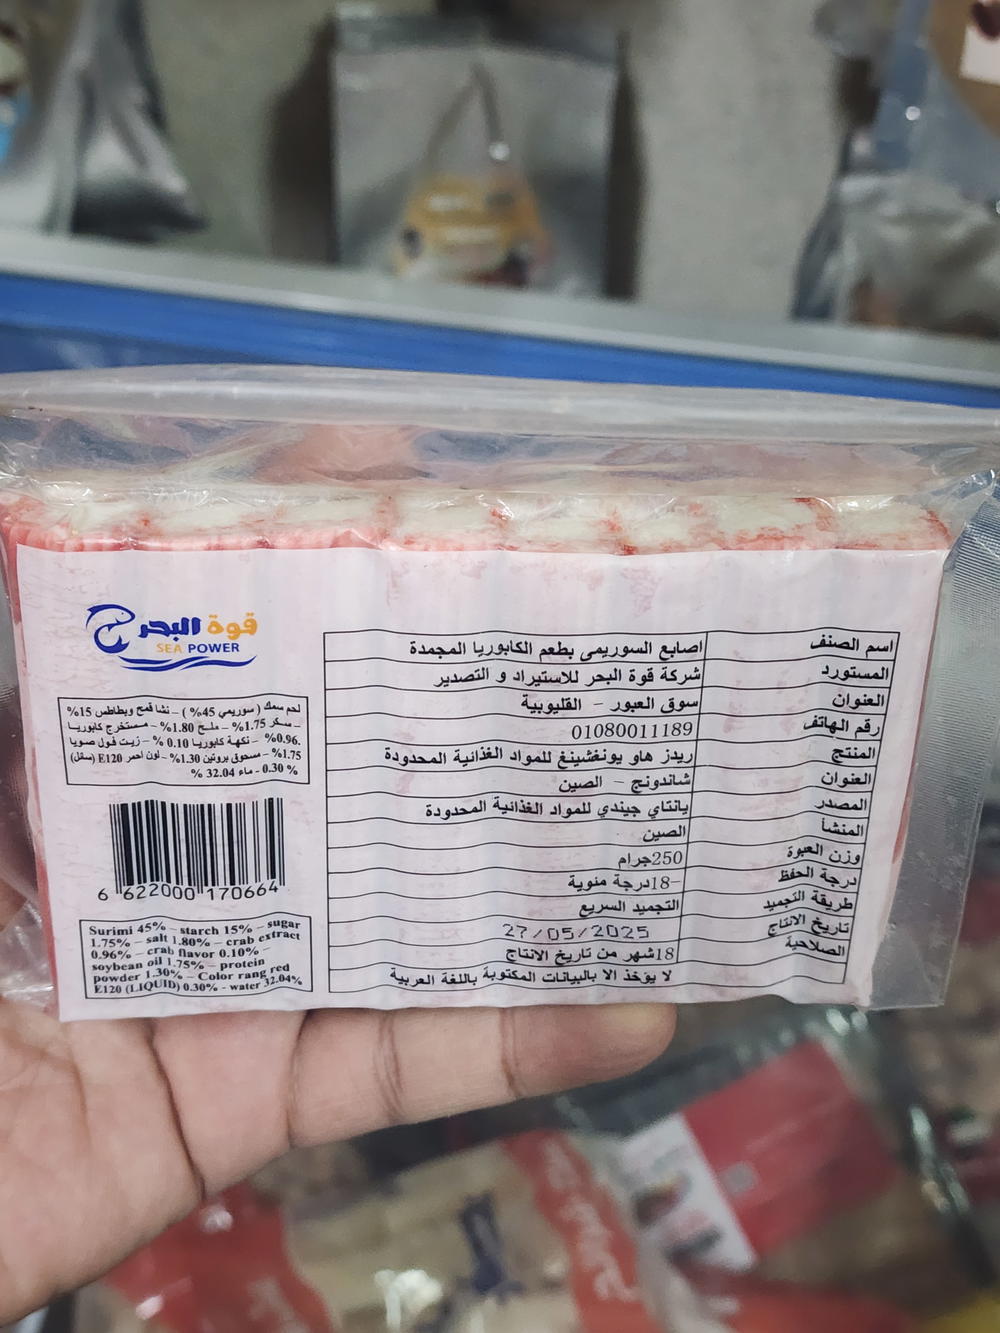 قوة البحر
SEA POWER
لحم سمك ( سوريمي 45% ) - نشا قمح وبطاطس 15%
- سكر 1.75% - ملح 1.80% - مستخرج كابوريا
0.96% - نكهة كابوريا 0.10 % - زيت فول صويا
1.75% - مسحوق بروتين 1.30% - لون أحمر E120 (سائل)
0.30 % - ماء 32.04 %
6 622000 170664
Surimi 45% - starch 15% - sugar
1.75% - salt 1.80% - crab extract
0.96% - crab flavor 0.10% -
soybean oil 1.75% - protein
powder 1.30% - Color rang red
E120 (LIQUID) 0.30% - water 32.04%
اسم الصنف اصابع السوريمى بطعم الكابوريا المجمدة
المستورد شركة قوة البحر للاستيراد و التصدير
العنوان سوق العبور - القليوبية
رقم الهاتف 01080011189
المنتج ريدز هاو يونغشينغ للمواد الغذائية المحدودة
العنوان شاندونج - الصين
المصدر يانتاي جيندي للمواد الغذائية المحدودة
المنشأ الصين
وزن العبوة 250جرام
درجة الحفظ -18درجة مئوية
طريقة التجميد التجميد السريع
تاريخ الانتاج 27/05/2025
الصلاحية 18شهر من تاريخ الانتاج
لا يؤخذ الا بالبيانات المكتوبة باللغة العربية